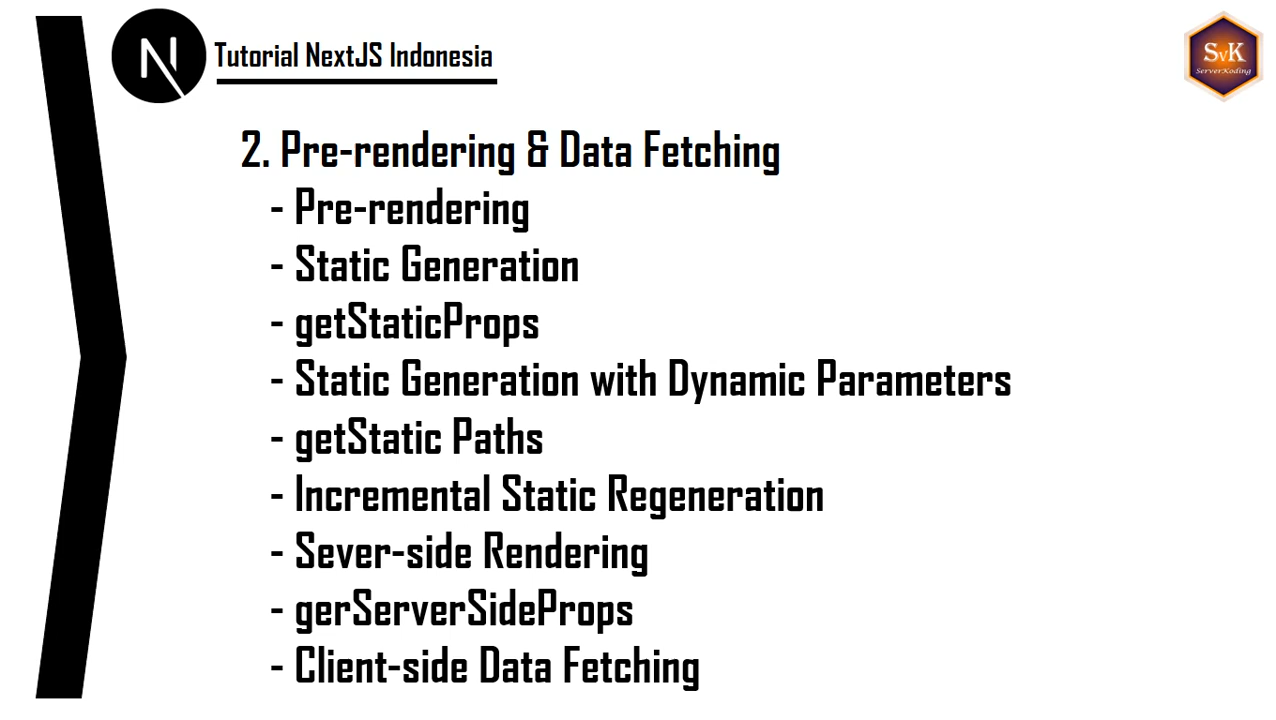 Tutorial NextJS Indonesia
SvK
ServerKoding
2. Pre-rendering & Data Fetching
- Pre-rendering
- Static Generation
- getStaticProps
- Static Generation with Dynamic Parameters
- getStatic Paths
- Incremental Static Regeneration
- Sever-side Rendering
- gerServerSideProps
- Client-side Data Fetching